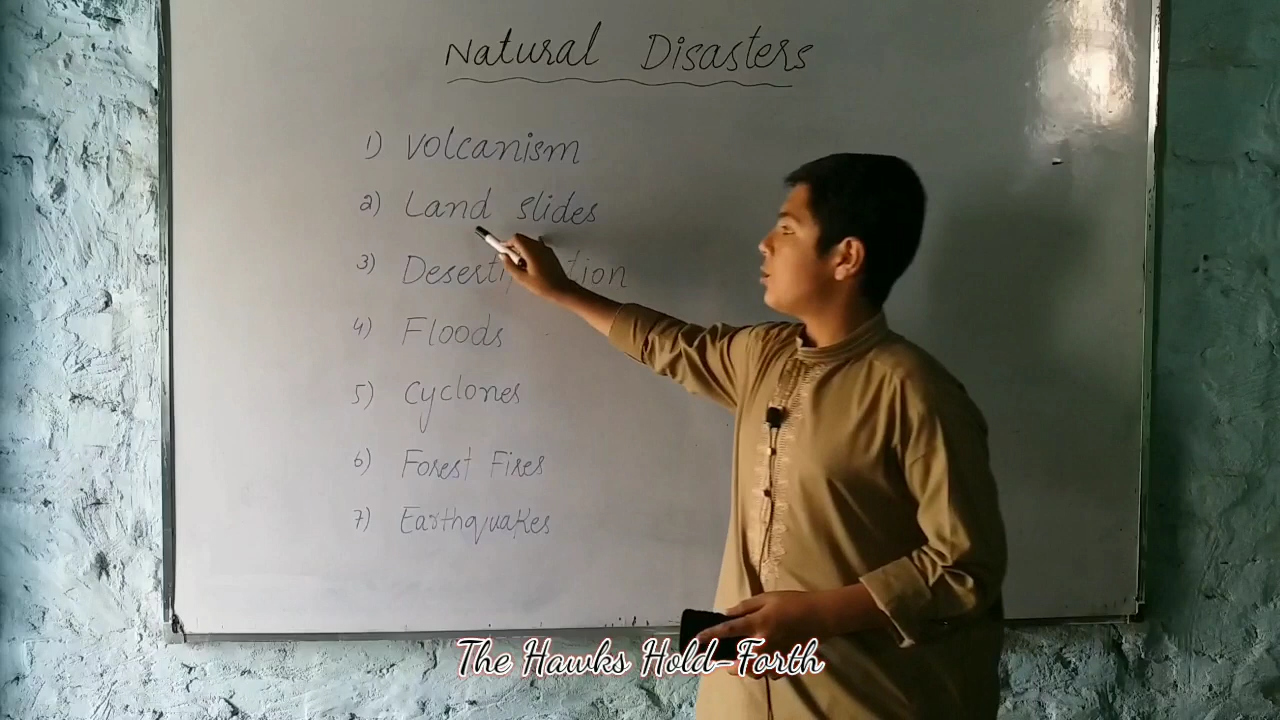 Natural Disasters
1) Volcanism
2) Land slides
3) Desertification
4) Floods
5) Cyclones
6) Forest Fires
7) Earthquakes
The Hawks Hold-Forth